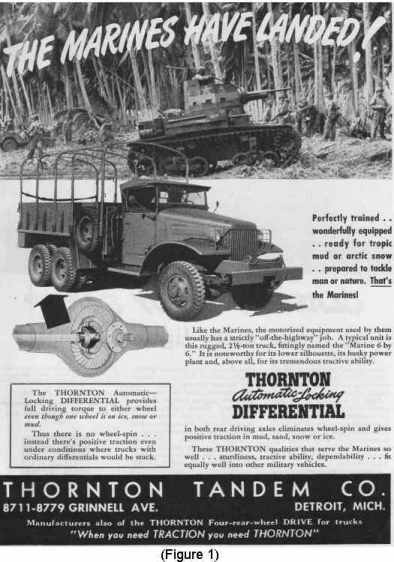 THE MARINES HAVE LANDED!
Perfectly trained . .
wonderfully equipped
. . ready for tropic
mud or arctic snow
. . prepared to tackle
man or nature. That's
the Marines!
Like the Marines, the motorized equipment used by them
usually has a strictly "off-the-highway" job. A typical unit is
this rugged, 2½-ton truck, fittingly named the "Marine 6 by
6." It is noteworthy for its lower silhouette, its husky power
plant and, above all, for its tremendous tractive ability.
THORNTON
Automatic-Locking
DIFFERENTIAL
in both rear driving axles eliminates wheel-spin and gives
positive traction in mud, sand, snow or ice.
These THORNTON qualities that serve the Marines so
well . . . sturdiness, tractive ability, dependability . . . fit
equally well into other military vehicles.
The THORNTON Automatic—
Locking DIFFERENTIAL provides
full driving torque to either wheel
even though one wheel is on ice, snow or
mud.
Thus there is no wheel-spin . . .
instead there's positive traction even
under conditions where trucks with
ordinary differentials would be stuck.
THORNTON TANDEM CO.
8711-8779 GRINNELL AVE. DETROIT, MICH.
Manufacturers also of the THORNTON Four-rear-wheel DRIVE for trucks
"When you need TRACTION you need THORNTON"
(Figure 1)